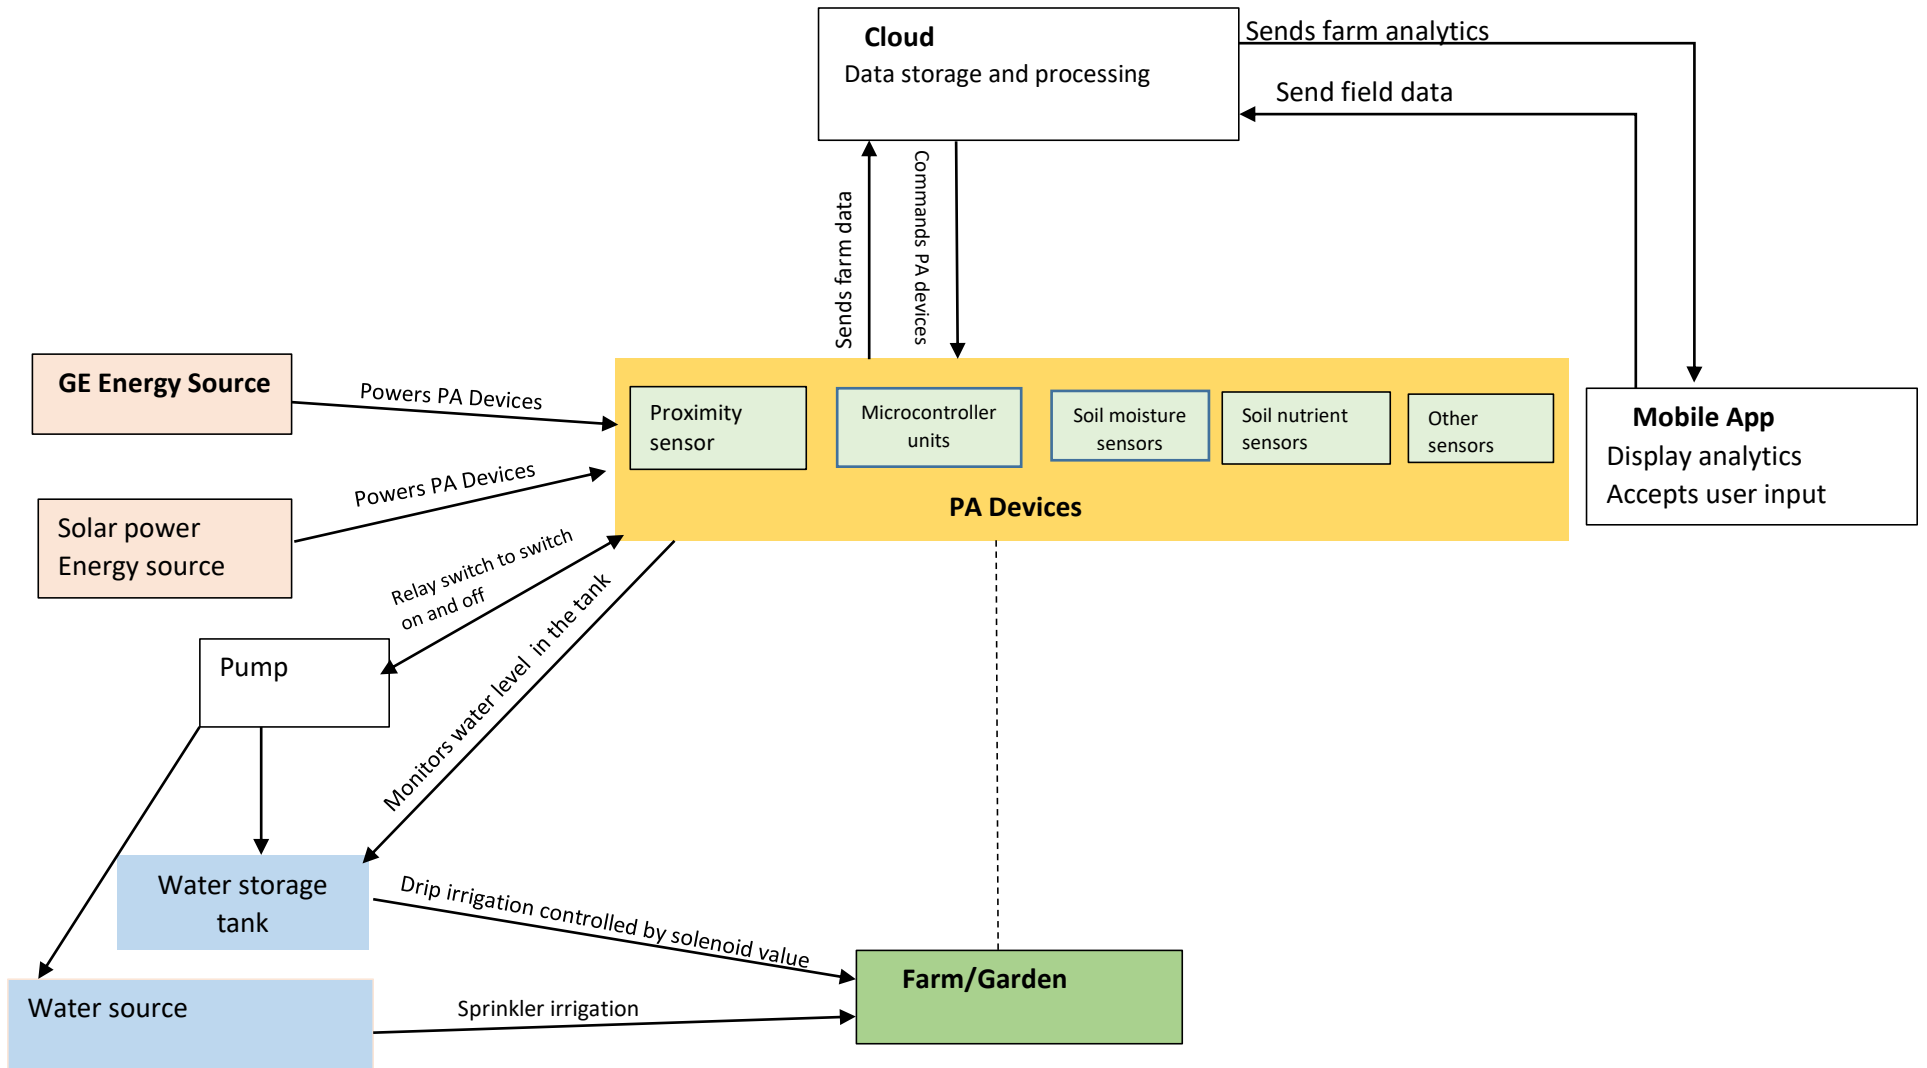 Cloud
Data storage and processing
Sends farm analytics
Send field data
Sends farm data
Commands PA devices
GE Energy Source
Powers PA Devices
Solar power
Energy source
Powers PA Devices
Proximity
sensor
Microcontroller
units
Soil moisture
sensors
Soil nutrient
sensors
Other
sensors
PA Devices
Mobile App
Display analytics
Accepts user input
Relay switch to switch
on and off
Monitors water level in the tank
Pump
Water storage
tank
Drip irrigation controlled by solenoid value
Water source
Sprinkler irrigation
Farm/Garden